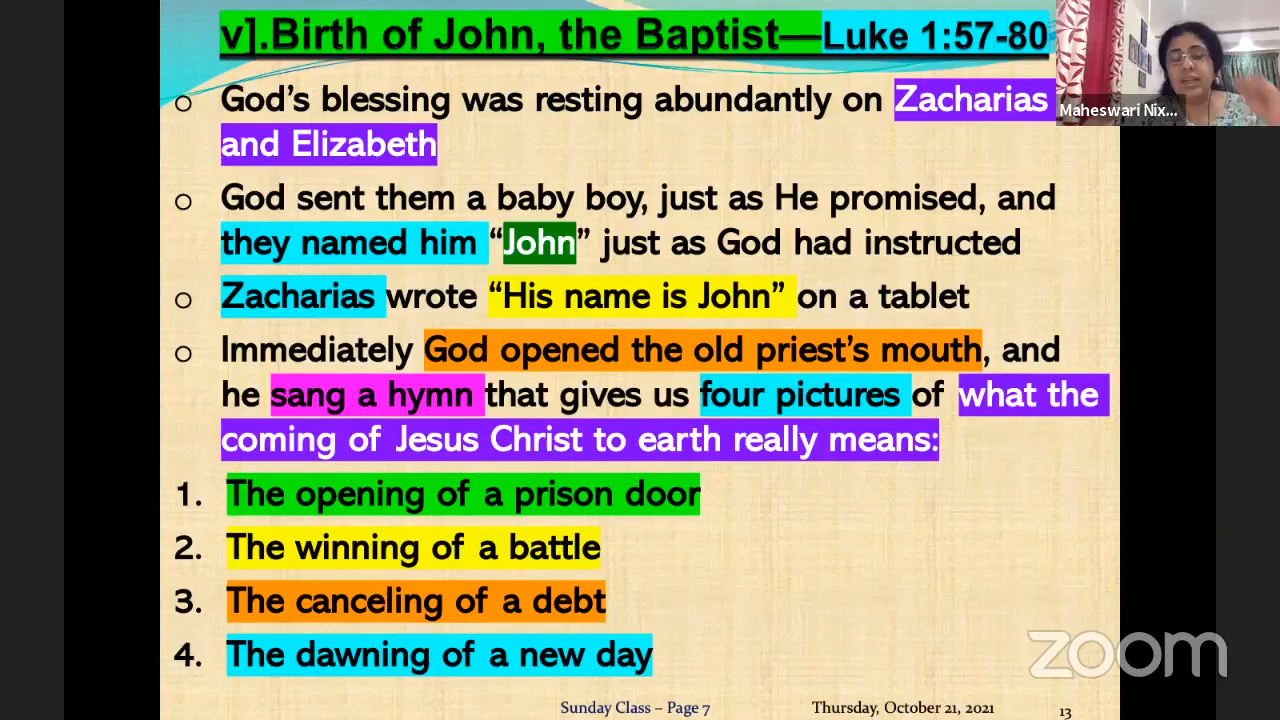 v].Birth of John, the Baptist—Luke 1:57-80
o God’s blessing was resting abundantly on Zacharias
and Elizabeth
o God sent them a baby boy, just as He promised, and
they named him “John” just as God had instructed
o Zacharias wrote “His name is John” on a tablet
o Immediately God opened the old priest’s mouth, and
he sang a hymn that gives us four pictures of what the
coming of Jesus Christ to earth really means:
1. The opening of a prison door
2. The winning of a battle
3. The canceling of a debt
4. The dawning of a new day
Sunday Class – Page 7 Thursday, October 21, 2021 13
Maheswari Nix...
zoom